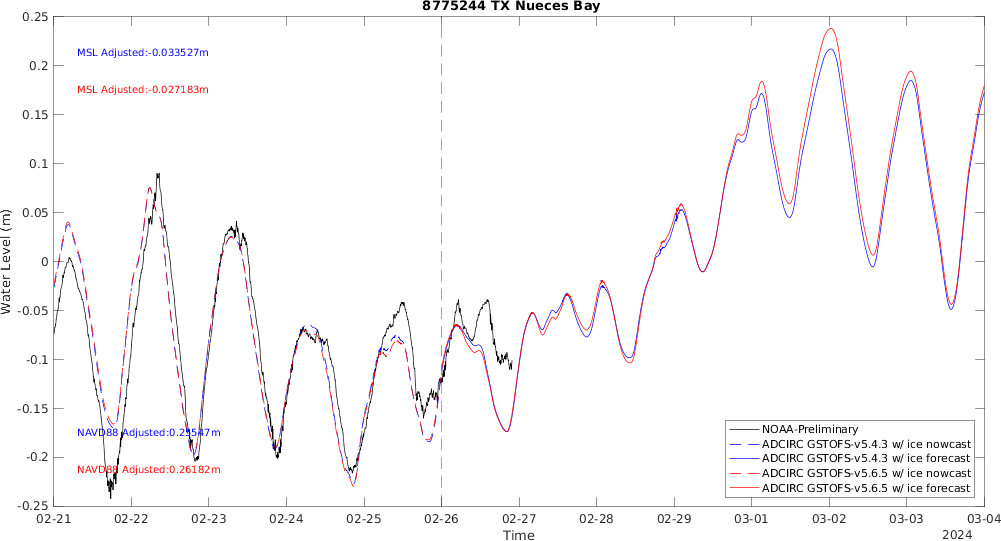 8775244 TX Nueces Bay
0.25
0.2
0.15
0.1
0.05
0
-0.05
-0.1
-0.15
-0.2
-0.25
Water Level (m)
MSL Adjusted:-0.033527m
MSL Adjusted:-0.027183m
NAVD88 Adjusted:0.25547m
NAVD88 Adjusted:0.26182m
NOAA-Preliminary
ADCIRC GSTOFS-v5.4.3 w/ ice nowcast
ADCIRC GSTOFS-v5.4.3 w/ ice forecast
ADCIRC GSTOFS-v5.6.5 w/ ice nowcast
ADCIRC GSTOFS-v5.6.5 w/ ice forecast
02-21 02-22 02-23 02-24 02-25 02-26 02-27 02-28 02-29 03-01 03-02 03-03 03-04
Time
2024